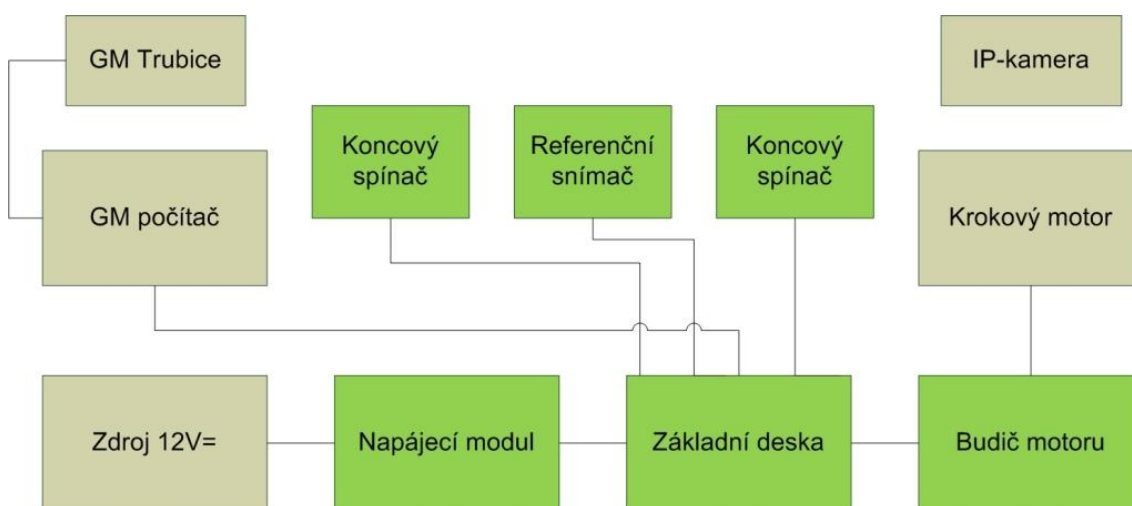 GM Trubice
IP-kamera
Koncový
spínač
Referenční
snímač
Koncový
spínač
GM počítač
Krokový motor
Zdroj 12V=
Napájecí modul
Základní deska
Budič motoru